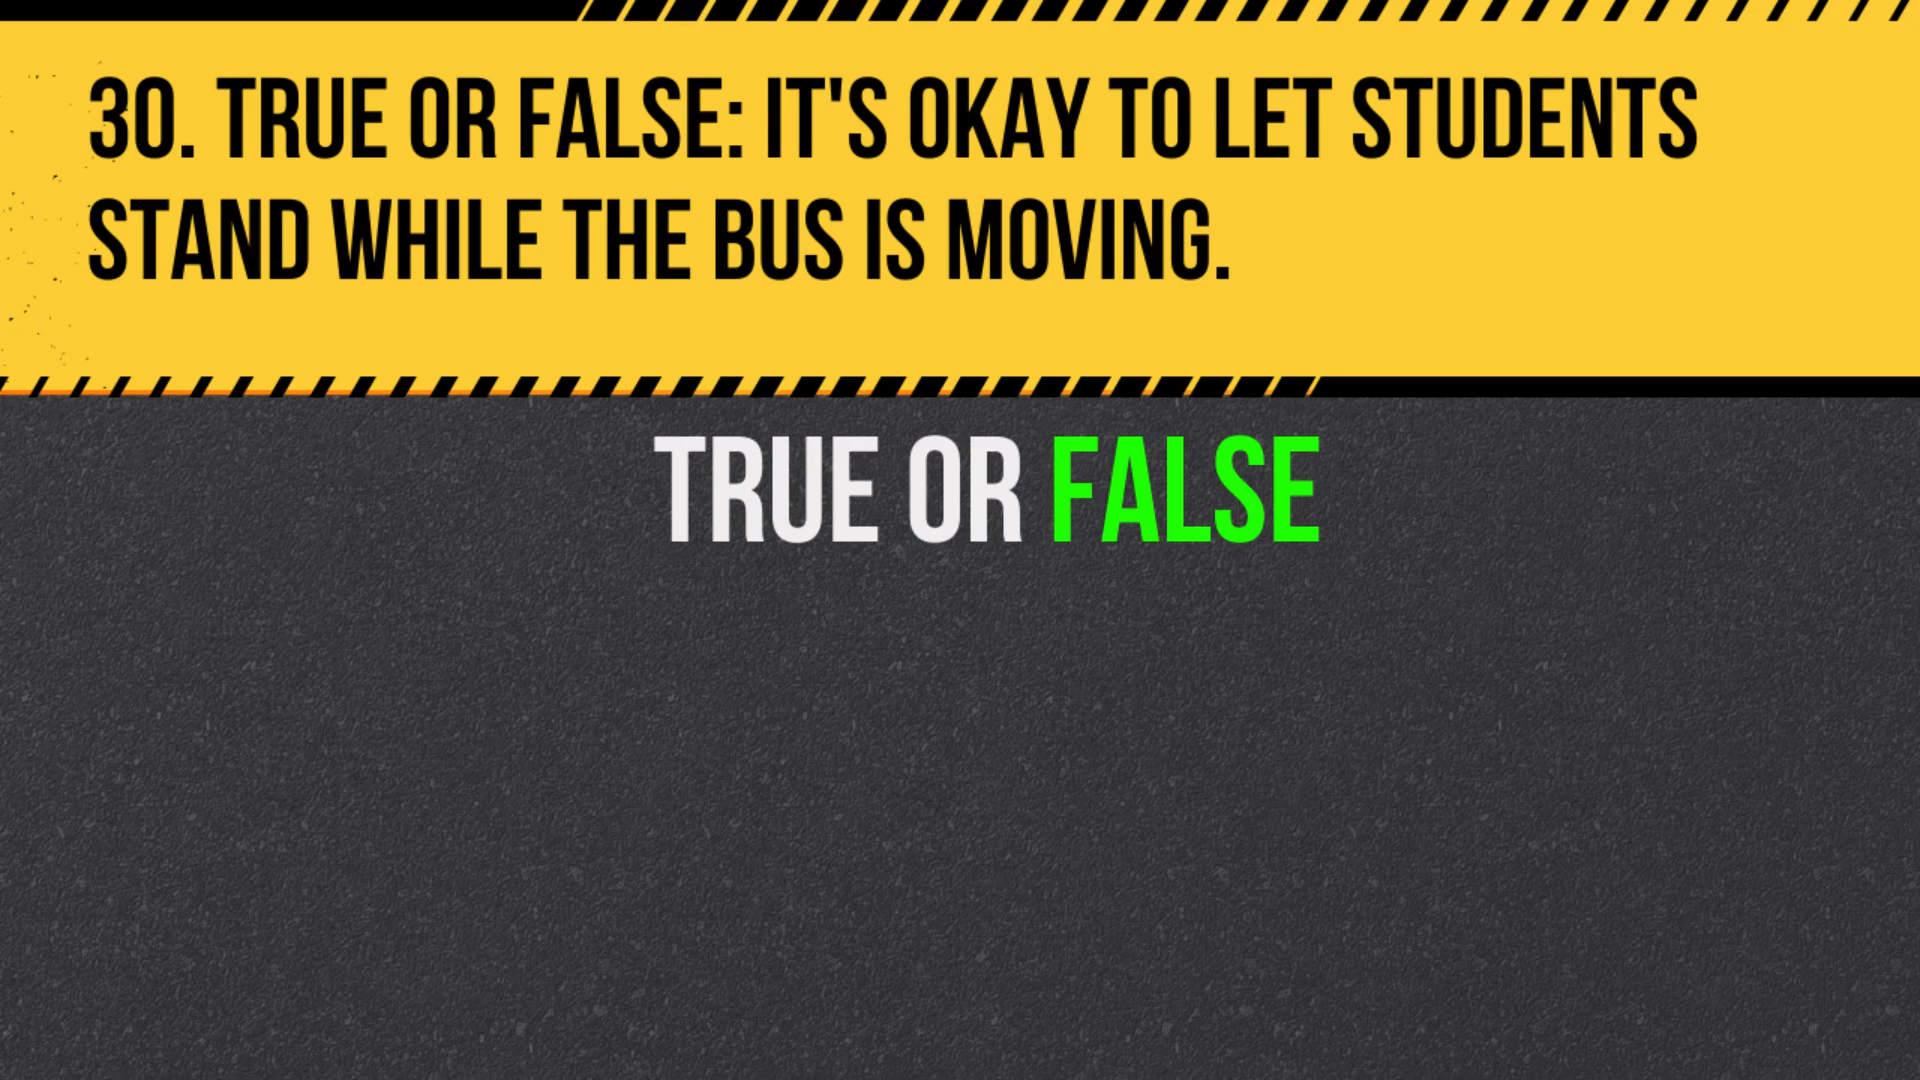 30. TRUE OR FALSE: IT'S OKAY TO LET STUDENTS
STAND WHILE THE BUS IS MOVING.
TRUE OR FALSE